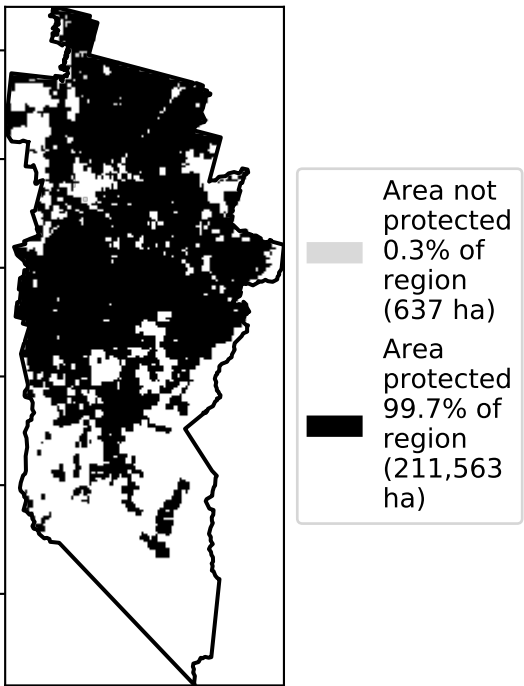 Area not
protected
0.3% of
region
(637 ha)
Area
protected
99.7% of
region
(211,563
ha)